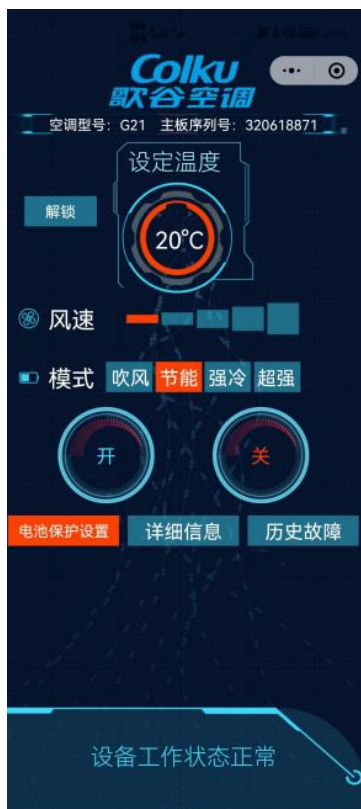 Colku
歌谷空调
空调型号：G21 主板序列号：320618871
设定温度
解锁
20℃
风速
模式 吹风 节能 强冷 超强
开 关
电池保护设置 详细信息 历史故障
设备工作状态正常